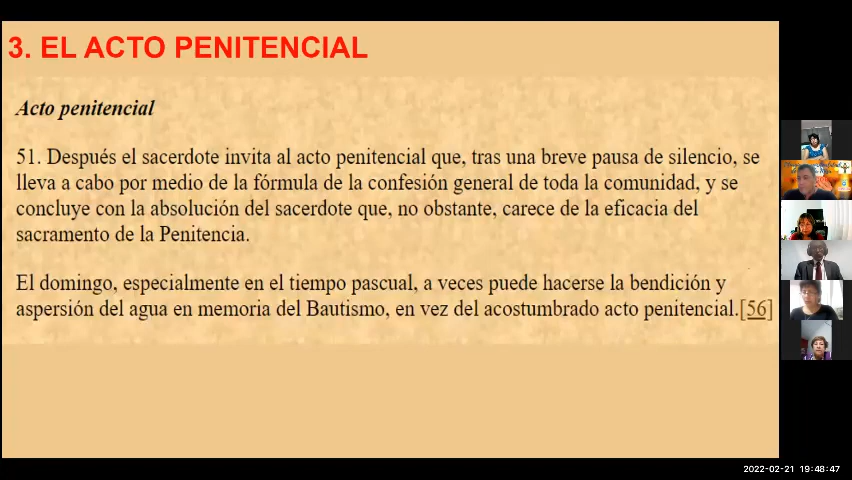 3. EL ACTO PENITENCIAL
Acto penitencial
51. Después el sacerdote invita al acto penitencial que, tras una breve pausa de silencio, se
lleva a cabo por medio de la fórmula de la confesión general de toda la comunidad, y se
concluye con la absolución del sacerdote que, no obstante, carece de la eficacia del
sacramento de la Penitencia.
El domingo, especialmente en el tiempo pascual, a veces puede hacerse la bendición y
aspersión del agua en memoria del Bautismo, en vez del acostumbrado acto penitencial.[56]
2022-02-21 19:48:47